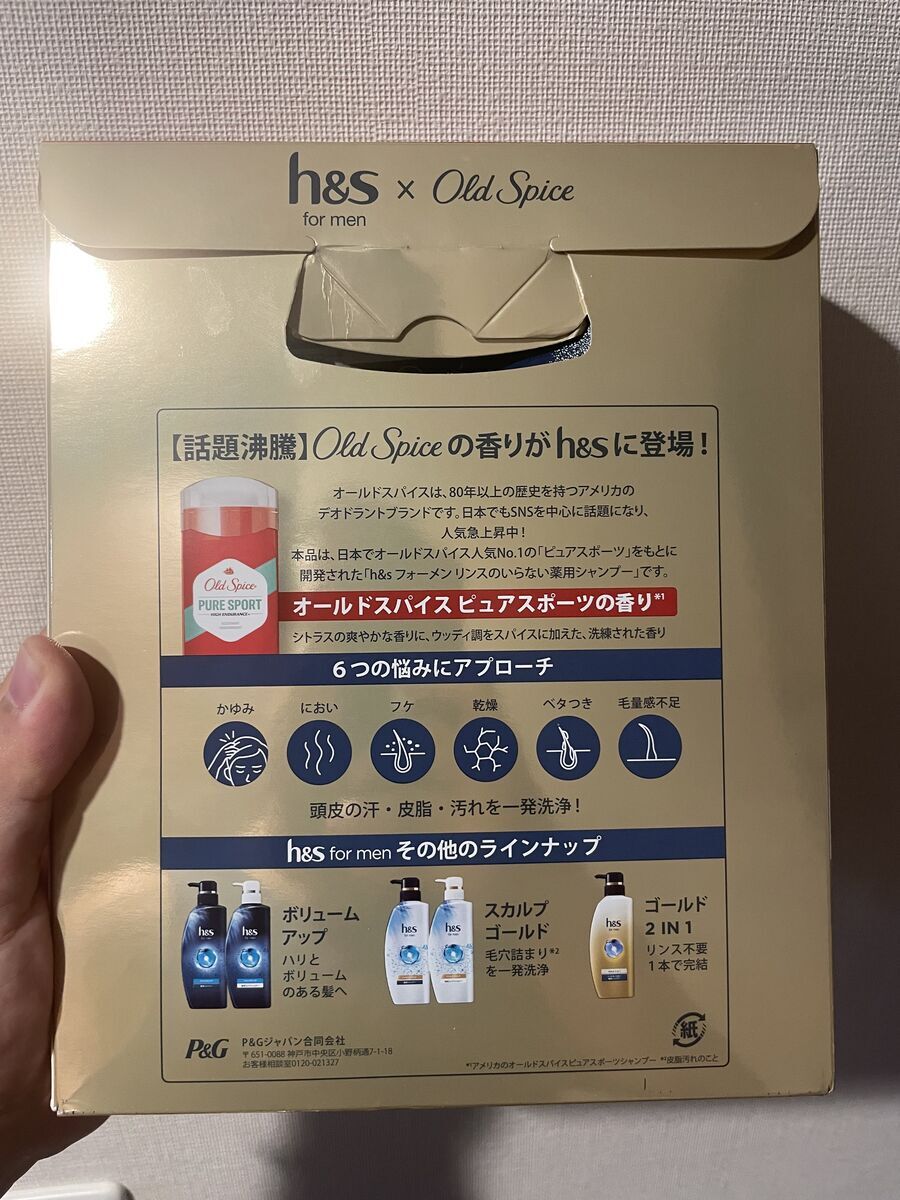 h&s
for men
×
Old Spice
【話題沸騰】Old Spiceの香りがh&sに登場！
オールドスパイスは、80年以上の歴史を持つアメリカの
デオドラントブランドです。日本でもSNSを中心に話題になり、
人気急上昇中！
本品は、日本でオールドスパイス人気No.1の「ピュアスポーツ」をもとに
開発された「h&s フォーメン リンスのいらない薬用シャンプー」です。
Old Spice
PURE SPORT
HIGH ENDURANCE
オールドスパイス ピュアスポーツの香り*1
シトラスの爽やかな香りに、ウッディ調をスパイスに加えた、洗練された香り
6つの悩みにアプローチ
かゆみ
におい
フケ
乾燥
ベタつき
毛量感不足
頭皮の汗・皮脂・汚れを一発洗浄！
h&s for men その他のラインナップ
h&s
h&s
ボリューム
アップ
ハリと
ボリューム
のある髪へ
h&s
h&s
スカルプ
ゴールド
毛穴詰まり*2
を一発洗浄
h&s
ゴールド
2 IN 1
リンス不要
1本で完結
P&G
P&Gジャパン合同会社
〒651-0088 神戸市中央区小野柄通7-1-18
お客様相談室0120-021327
紙
*1アメリカのオールドスパイスピュアスポーツシャンプー *2皮脂汚れのこと